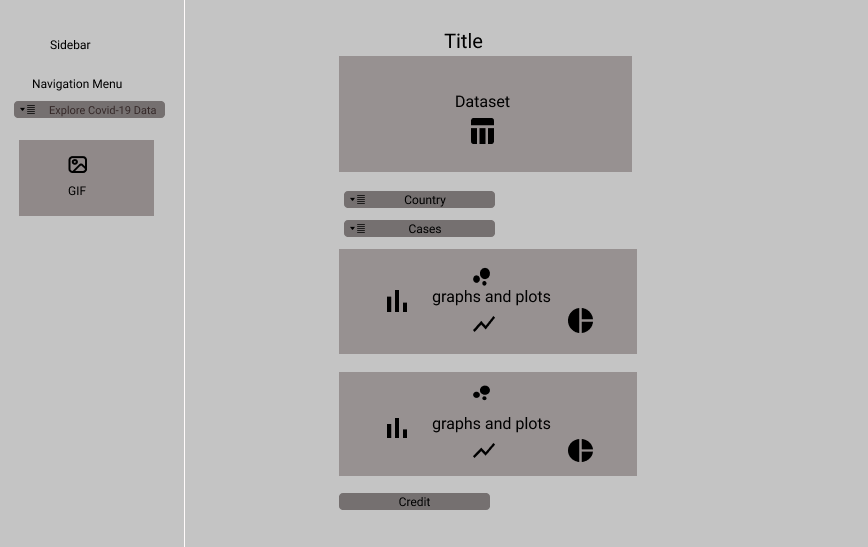 Sidebar
Navigation Menu
Explore Covid-19 Data
GIF
Title
Dataset
Country
Cases
graphs and plots
graphs and plots
Credit